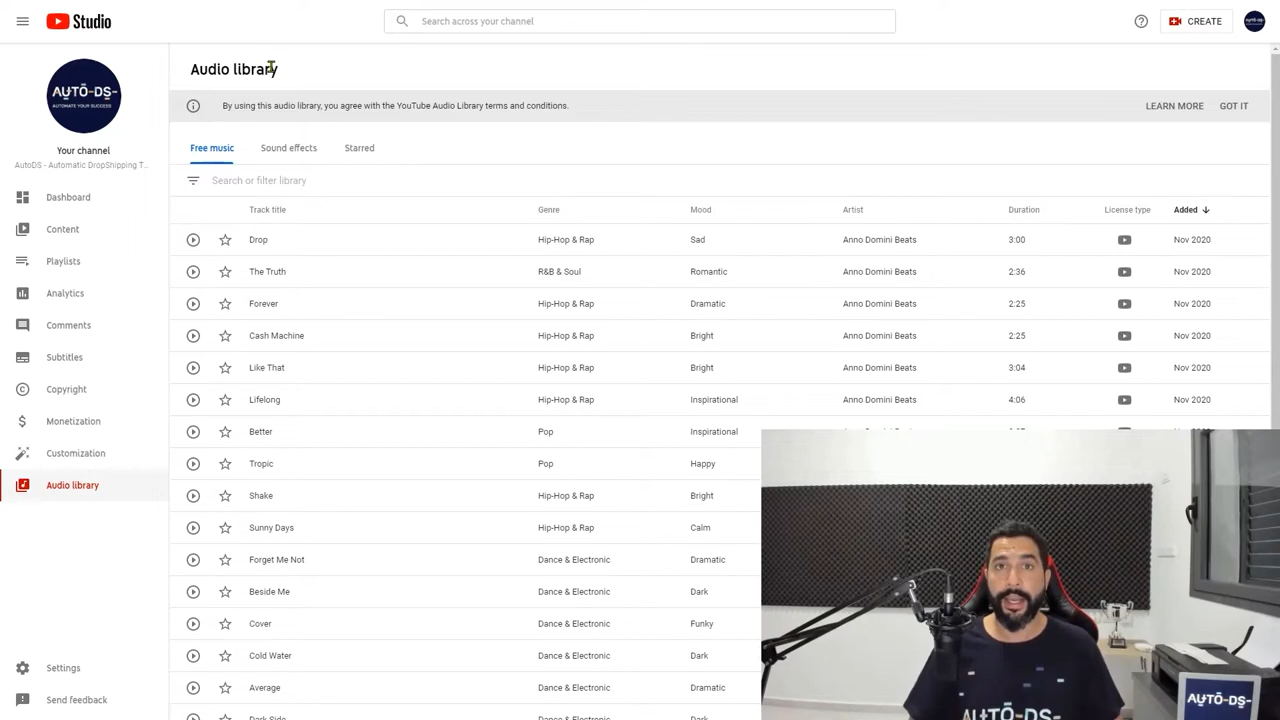 Studio
Search across your channel
CREATE
AUTO-DS-
AUTOMATE YOUR SUCCESS
Your channel
AutoDS - Automatic DropShipping T...
Dashboard
Content
Playlists
Analytics
Comments
Subtitles
Copyright
Monetization
Customization
Audio library
Settings
Send feedback
Audio library
By using this audio library, you agree with the YouTube Audio Library terms and conditions.
LEARN MORE
GOT IT
Free music Sound effects Starred
Search or filter library
Track title Genre Mood Artist Duration License type Added
Drop Hip-Hop & Rap Sad Anno Domini Beats 3:00 Nov 2020
The Truth R&B & Soul Romantic Anno Domini Beats 2:36 Nov 2020
Forever Hip-Hop & Rap Dramatic Anno Domini Beats 2:25 Nov 2020
Cash Machine Hip-Hop & Rap Bright Anno Domini Beats 2:25 Nov 2020
Like That Hip-Hop & Rap Bright Anno Domini Beats 3:04 Nov 2020
Lifelong Hip-Hop & Rap Inspirational Anno Domini Beats 4:06 Nov 2020
Better Pop Inspirational
Tropic Pop Happy
Shake Hip-Hop & Rap Bright
Sunny Days Hip-Hop & Rap Calm
Forget Me Not Dance & Electronic Dramatic
Beside Me Dance & Electronic Dark
Cover Dance & Electronic Funky
Cold Water Dance & Electronic Dark
Average Dance & Electronic Dramatic
Dark Side
AUTO-DS-
AUTO-DS-